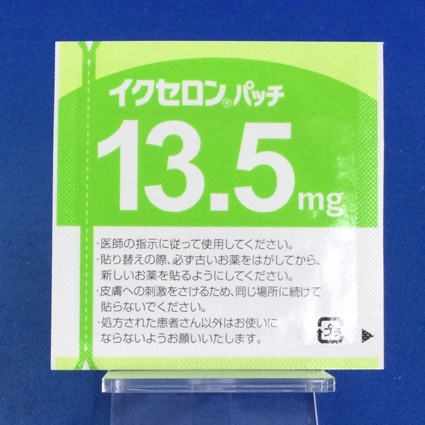 イクセロン®パッチ
13.5mg
・医師の指示に従って使用してください。
・貼り替えの際、必ず古いお薬をはがしてから、
新しいお薬を貼るようにしてください。
・皮膚への刺激をさけるため、同じ場所に続けて
貼らないでください。
・処方された患者さん以外はお使いに
ならないようお願いいたします。
プラ